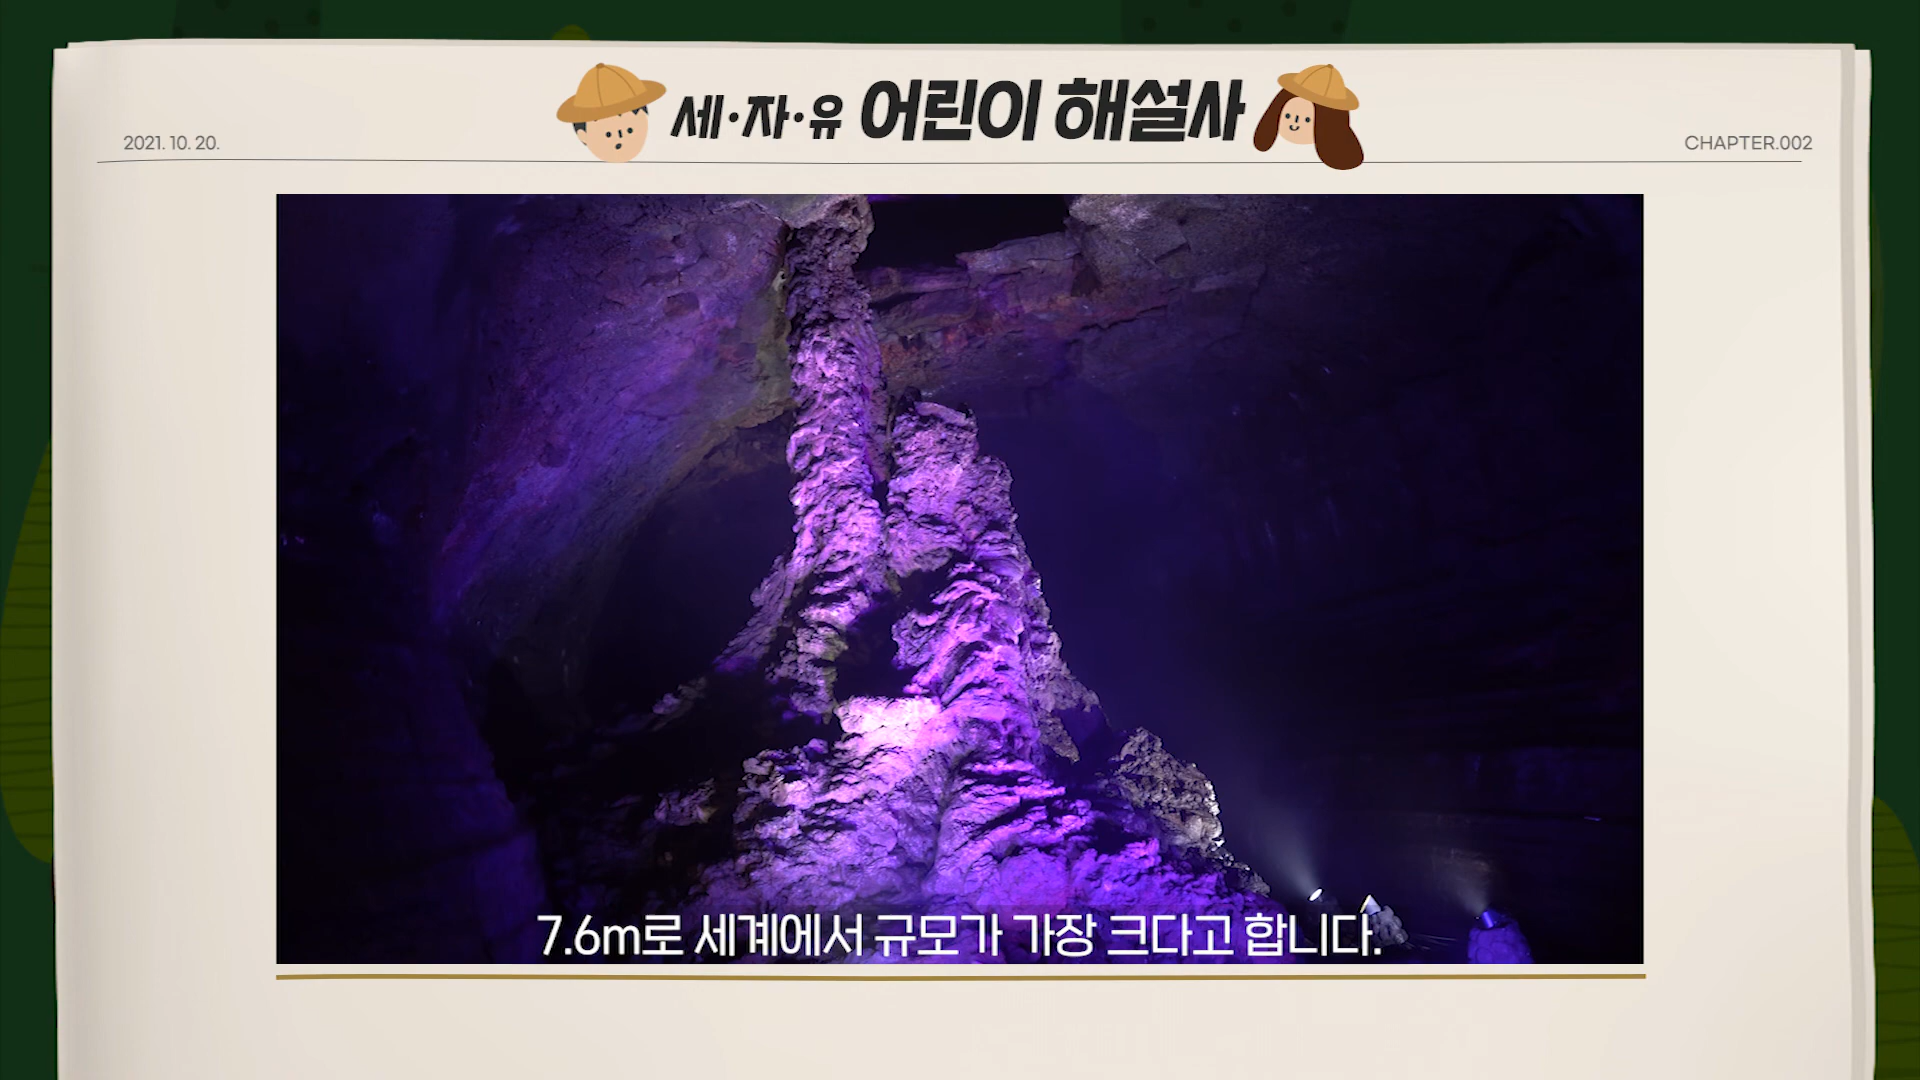 세·자·유 어린이 해설사
2021. 10. 20.
CHAPTER.002
7.6m로 세계에서 규모가 가장 크다고 합니다.